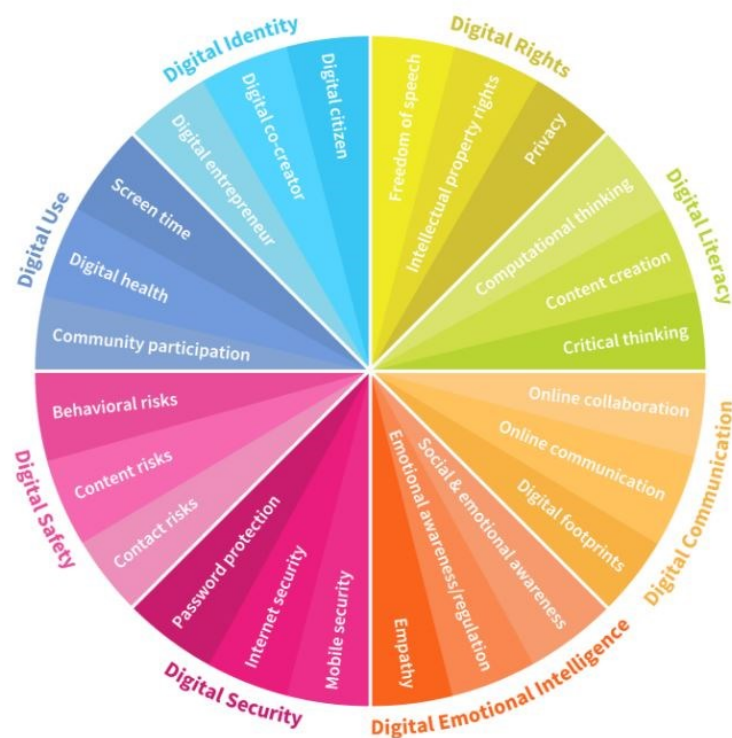 Digital Rights
Freedom of speech
Intellectual property rights
Privacy
Digital Literacy
Computational thinking
Content creation
Critical thinking
Digital Communication
Online collaboration
Online communication
Digital footprints
Digital Emotional Intelligence
Social & emotional awareness
Emotional awareness/regulation
Empathy
Digital Security
Mobile security
Internet security
Password protection
Digital Safety
Contact risks
Content risks
Behavioral risks
Digital Use
Community participation
Digital health
Screen time
Digital Identity
Digital entrepreneur
Digital co-creator
Digital citizen